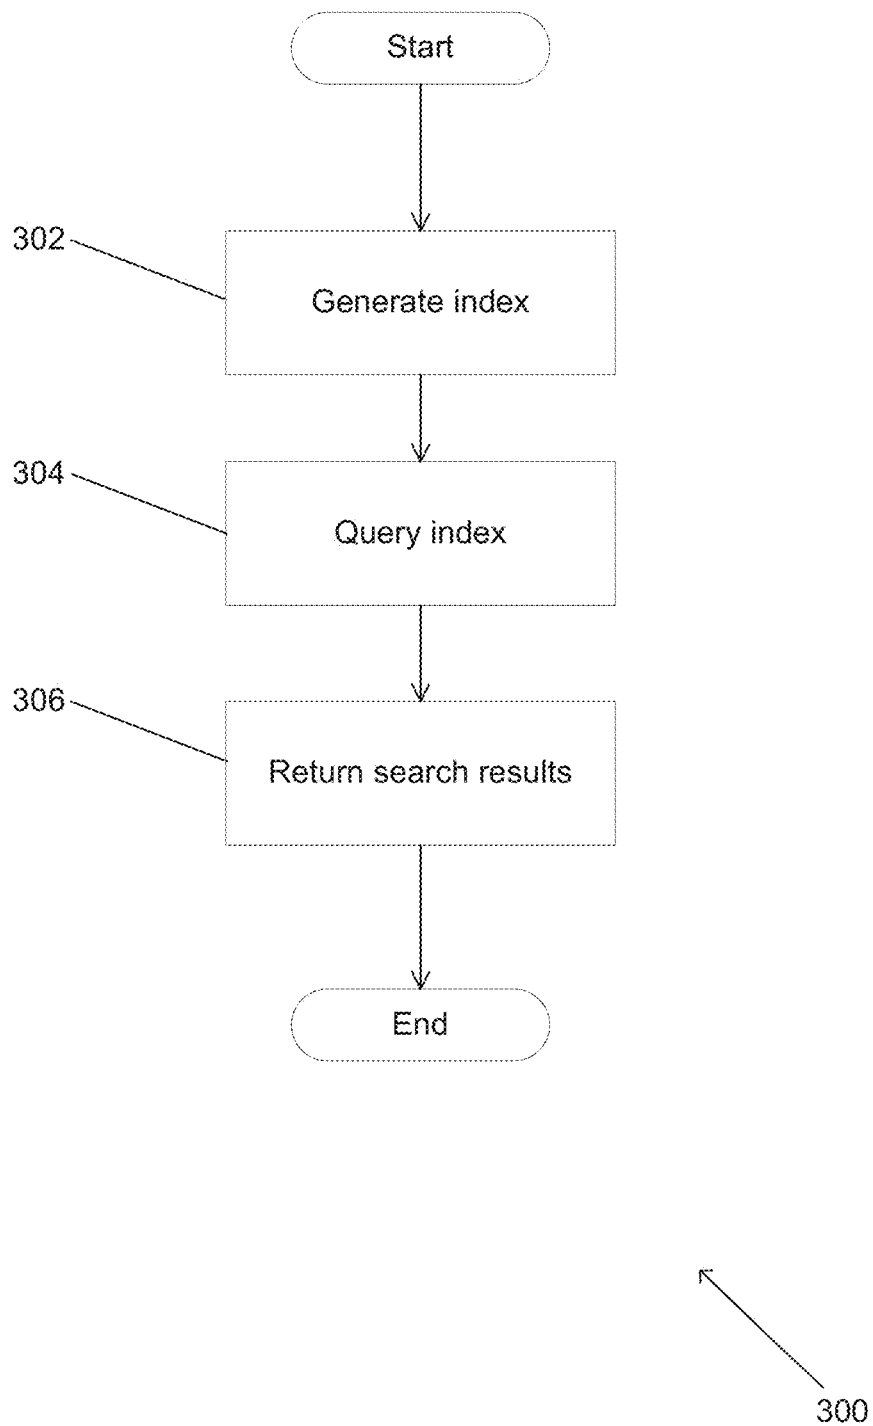 Start
302
Generate index
304
Query index
306
Return search results
End
300